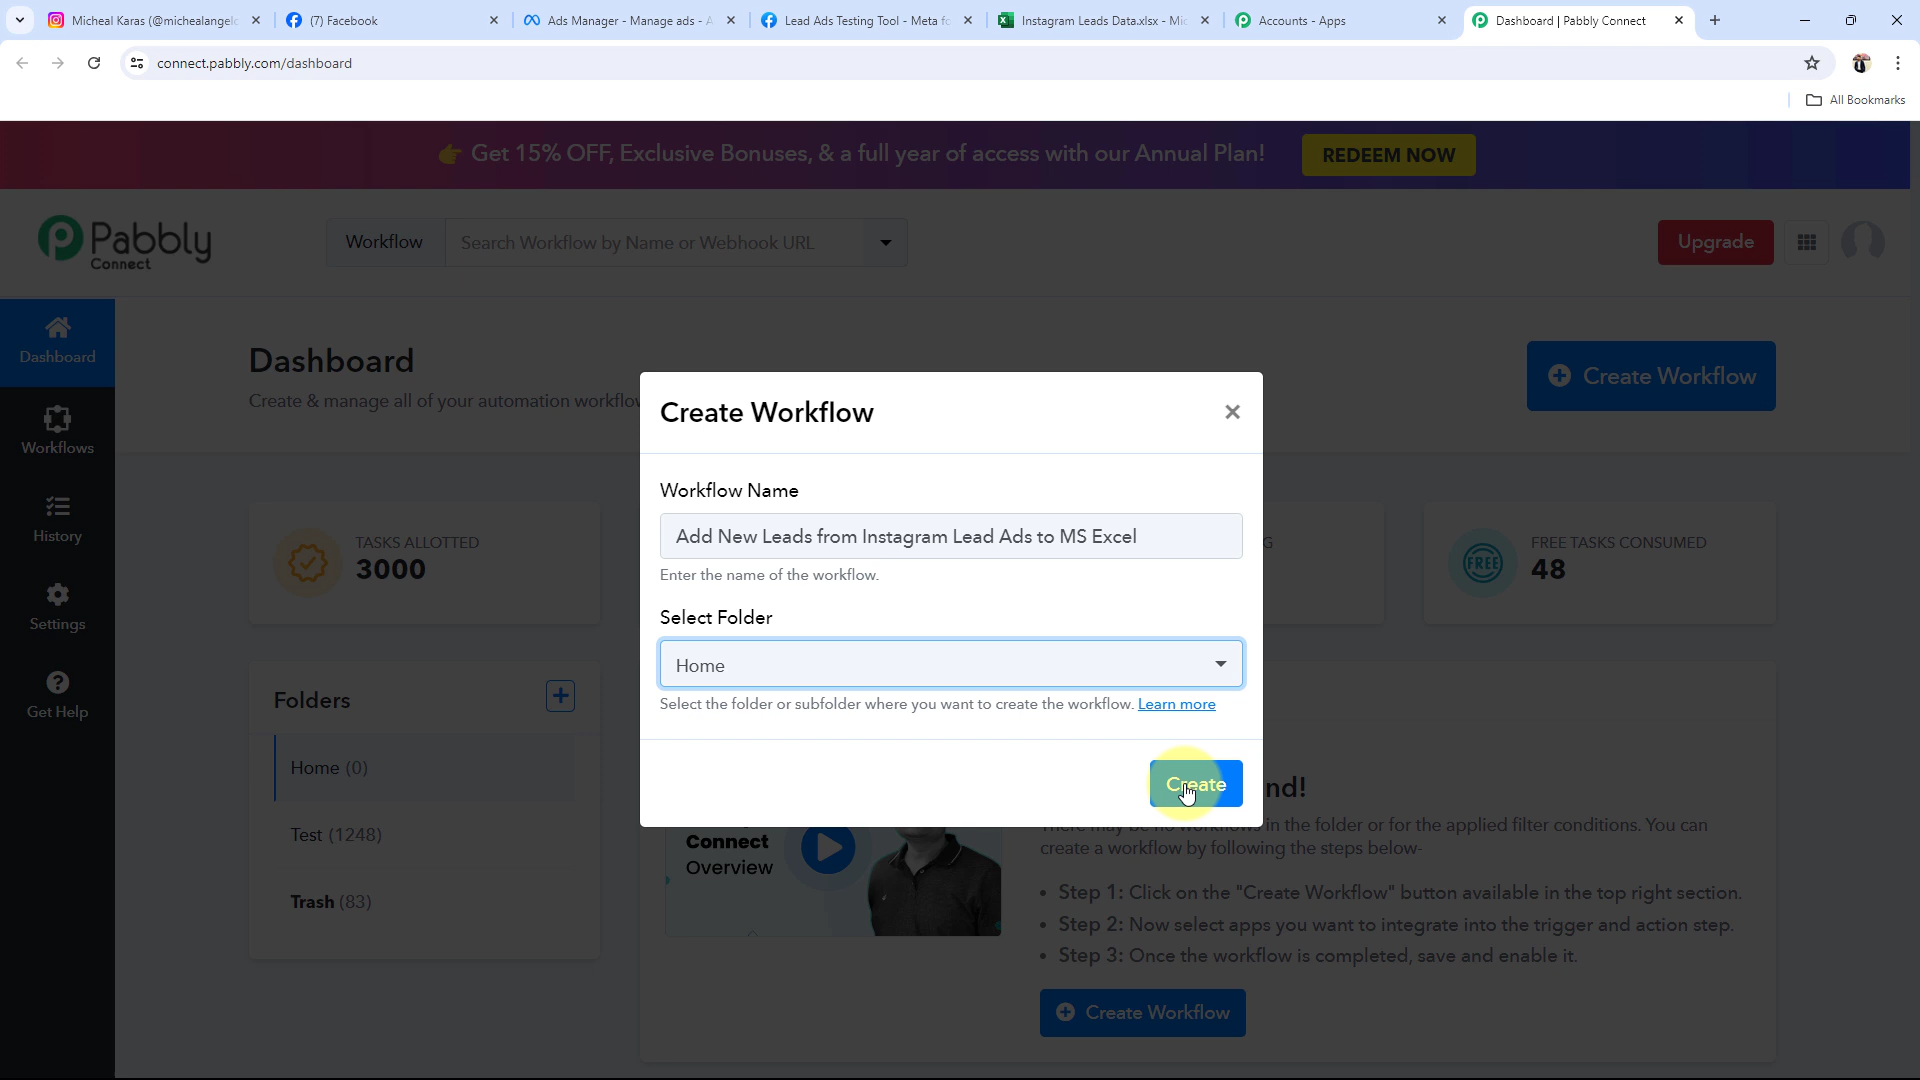 Micheal Karas (@michealangelo
(7) Facebook
Ads Manager - Manage ads - A
Lead Ads Testing Tool - Meta fo
Instagram Leads Data.xlsx - Mic
Accounts - Apps
Dashboard | Pabbly Connect
connect.pabbly.com/dashboard
All Bookmarks
Get 15% OFF, Exclusive Bonuses, & a full year of access with our Annual Plan!
REDEEM NOW
Pabbly
Connect
Workflow
Search Workflow by Name or Webhook URL
Upgrade
Dashboard
Workflows
History
Settings
Get Help
Dashboard
Create & manage all of your automation workflow
Create Workflow
TASKS ALLOTTED
3000
G
FREE TASKS CONSUMED
FREE
48
Folders
Home (0)
Test (1248)
Trash (83)
Create Workflow
Workflow Name
Add New Leads from Instagram Lead Ads to MS Excel
Enter the name of the workflow.
Select Folder
Home
Select the folder or subfolder where you want to create the workflow. Learn more
Create
Connect
Overview
nd!
There may be no workflows in the folder or for the applied filter conditions. You can
create a workflow by following the steps below-
• Step 1: Click on the "Create Workflow" button available in the top right section.
• Step 2: Now select apps you want to integrate into the trigger and action step.
• Step 3: Once the workflow is completed, save and enable it.
Create Workflow